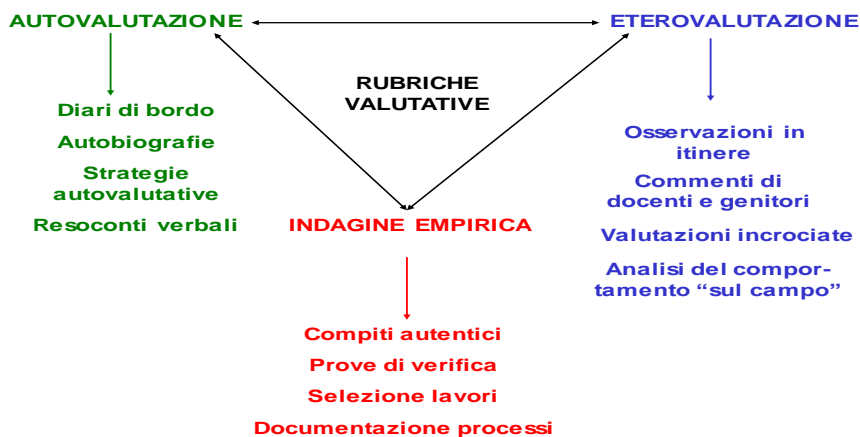 AUTOVALUTAZIONE
ETEROVALUTAZIONE
RUBRICHE
VALUTATIVE
Diari di bordo
Autobiografie
Strategie
autovalutative
Resoconti verbali
Osservazioni in
itinere
Commenti di
docenti e genitori
Valutazioni incrociate
Analisi del compor-
tamento “sul campo”
INDAGINE EMPIRICA
Compiti autentici
Prove di verifica
Selezione lavori
Documentazione processi